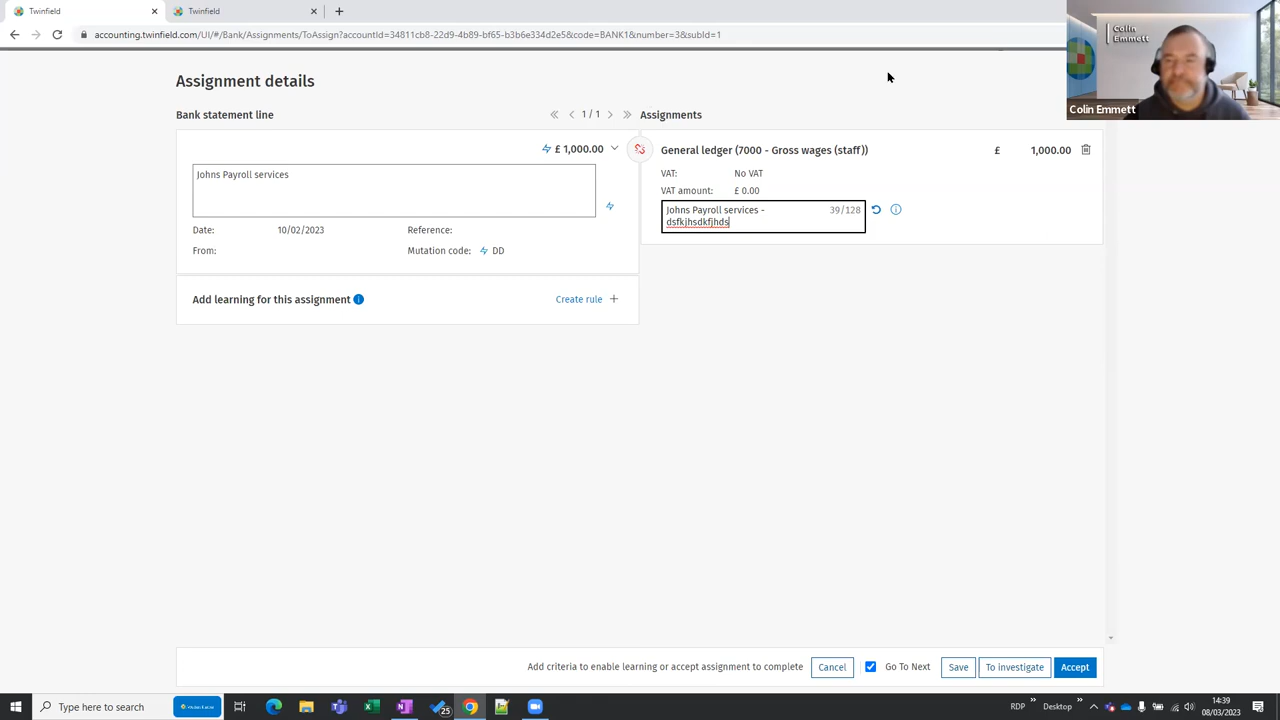 Twinfield
Twinfield
accounting.twinfield.com/UI/#/Bank/Assignments/ToAssign?accountId=34811cb1-22d9-4b89-bf65-b3b6e334d2e5&code=BANK1&number=3&subId=1
Colin
Emmett
Colin Emmett
Assignment details
Bank statement line
1 / 1
Assignments
£ 1,000.00
Johns Payroll services
Date: 10/02/2023 Reference:
From: Mutation code: DD
Add learning for this assignment
Create rule +
General ledger (7000 - Gross wages (staff))
£ 1,000.00
VAT: No VAT
VAT amount: £ 0.00
Johns Payroll services - 39/128
dsfkjhsdkfjhds
Add criteria to enable learning or accept assignment to complete
Cancel
Go To Next
Save
To investigate
Accept
Type here to search
25
RDP
Desktop
14:39
08/03/2023